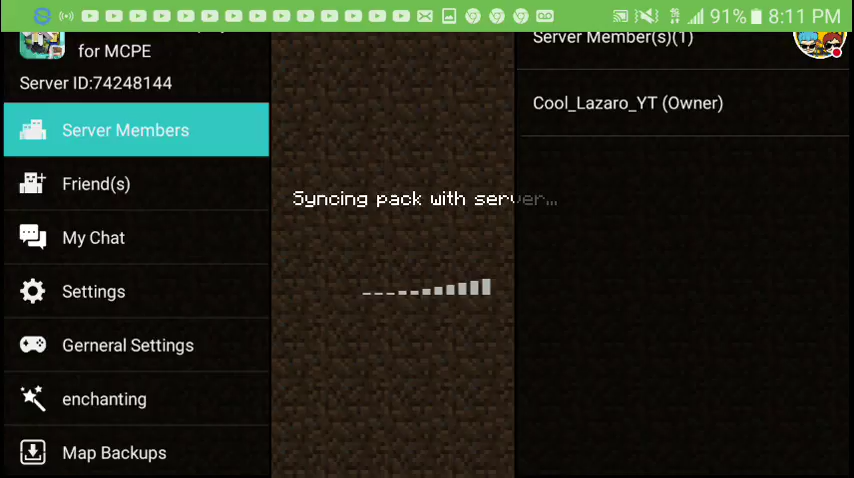 91% 8:11 PM
for MCPE
Server ID:74248144
Server Members
Friend(s)
My Chat
Settings
Gerneral Settings
enchanting
Map Backups
Syncing pack with server...
Server Member(s)(1)
Cool_Lazaro_YT (Owner)